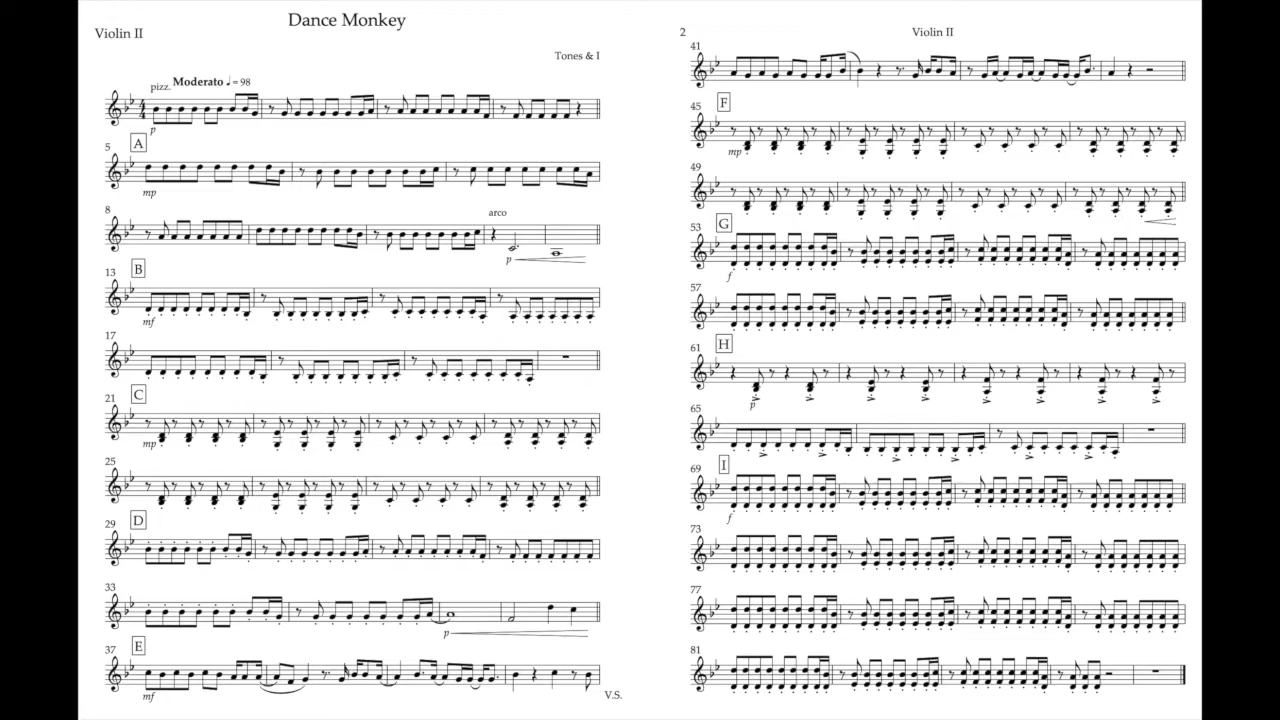 Dance Monkey
Violin II
Tones & I
pizz. Moderato ♩ = 98
p
5
A
mp
8
arco
p
13
B
mf
17
21
C
mp
25
29
D
33
p
37
E
mf
V.S.
2
Violin II
41
45
F
mp
49
53
G
f
57
61
H
p
65
69
I
f
73
77
81